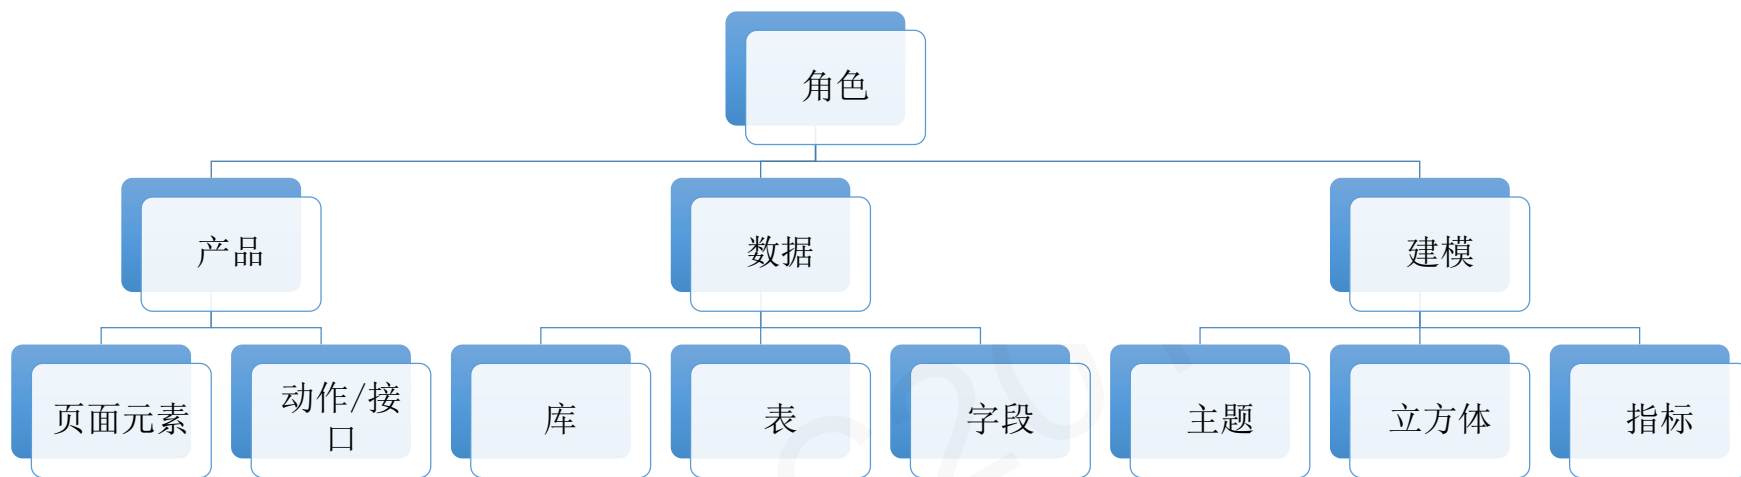 角色
产品
数据
建模
页面元素
动作/接
口
库
表
字段
主题
立方体
指标